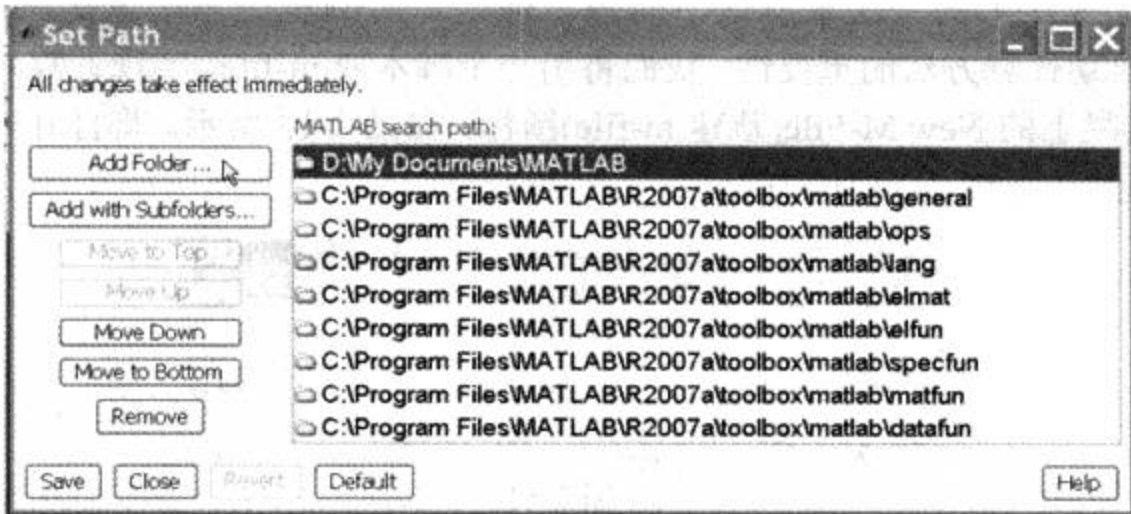 Set Path
All changes take effect immediately.
MATLAB search path:
Add Folder...
Add with Subfolders...
Move to Top
Move Up
Move Down
Move to Bottom
Remove
D:\My Documents\MATLAB
C:\Program Files\MATLAB\R2007a\toolbox\matlab\general
C:\Program Files\MATLAB\R2007a\toolbox\matlab\ops
C:\Program Files\MATLAB\R2007a\toolbox\matlab\lang
C:\Program Files\MATLAB\R2007a\toolbox\matlab\elmat
C:\Program Files\MATLAB\R2007a\toolbox\matlab\elfun
C:\Program Files\MATLAB\R2007a\toolbox\matlab\specfun
C:\Program Files\MATLAB\R2007a\toolbox\matlab\matfun
C:\Program Files\MATLAB\R2007a\toolbox\matlab\datafun
Save
Close
Revert
Default
Help